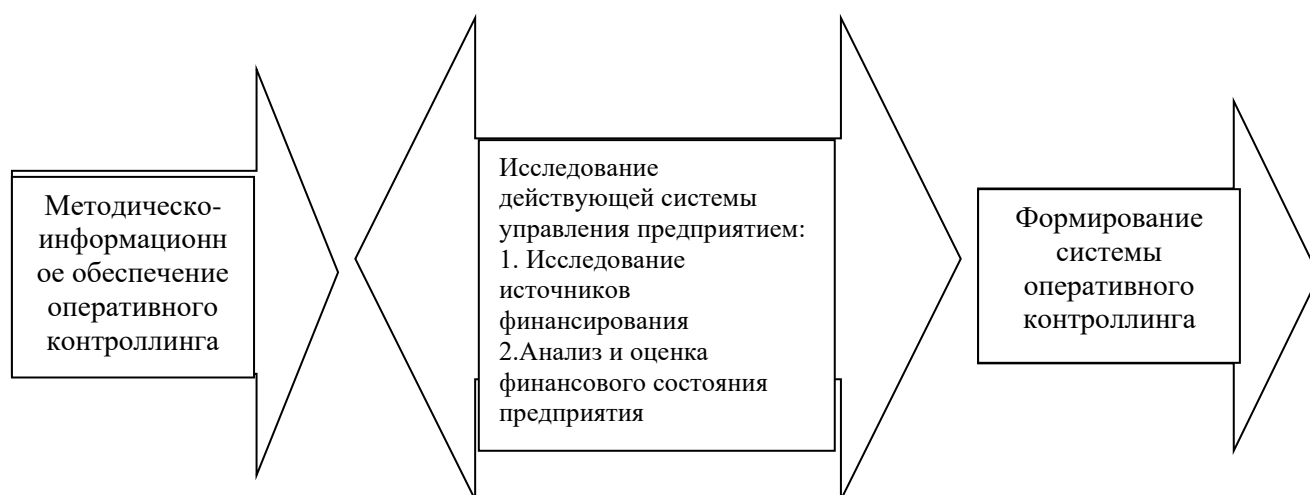 Методическо-
информационн
ое обеспечение
оперативного
контроллинга
Исследование
действующей системы
управления предприятием:
1. Исследование
источников
финансирования
2.Анализ и оценка
финансового состояния
предприятия
Формирование
системы
оперативного
контроллинга